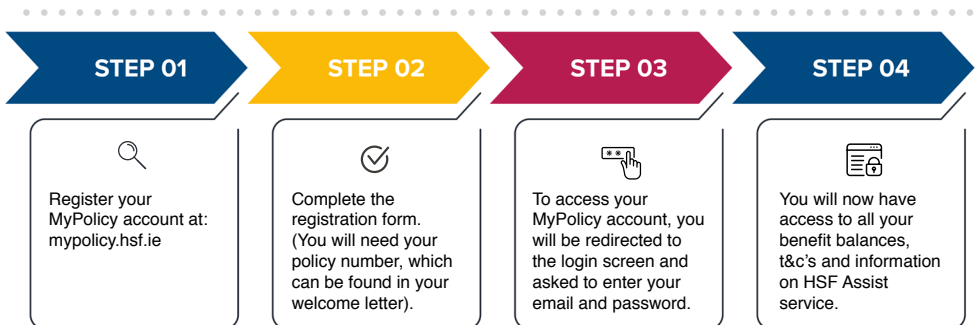 STEP 01
Register your
MyPolicy account at:
mypolicy.hsf.ie
STEP 02
Complete the
registration form.
(You will need your
policy number, which
can be found in your
welcome letter).
STEP 03
**
To access your
MyPolicy account, you
will be redirected to
the login screen and
asked to enter your
email and password.
STEP 04
You will now have
access to all your
benefit balances,
t&c's and information
on HSF Assist
service.